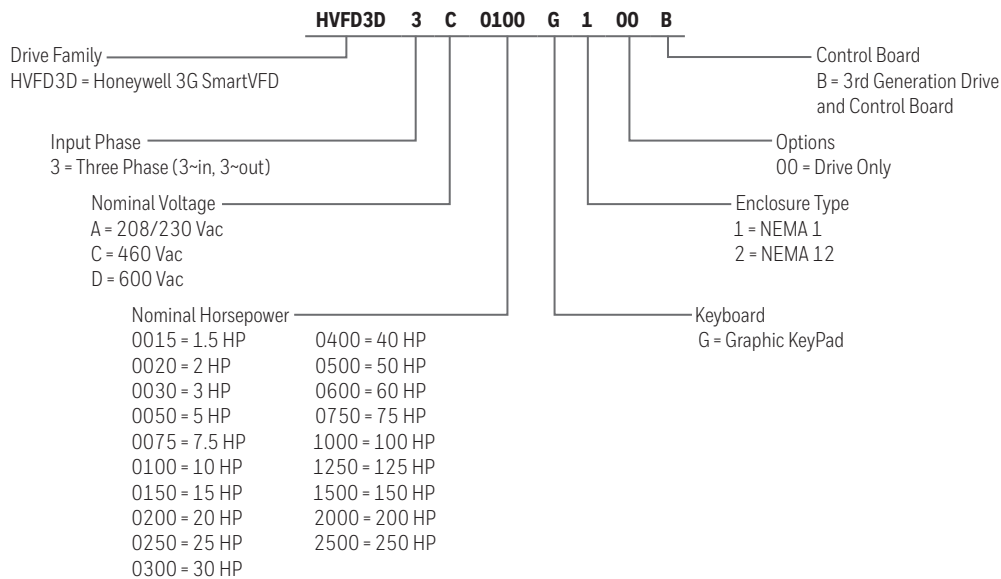 HVFD3D 3 C 0100 G 1 00 B
Drive Family
HVFD3D = Honeywell 3G SmartVFD
Control Board
B = 3rd Generation Drive
and Control Board
Input Phase
3 = Three Phase (3~in, 3~out)
Options
00 = Drive Only
Nominal Voltage
A = 208/230 Vac
C = 460 Vac
D = 600 Vac
Enclosure Type
1 = NEMA 1
2 = NEMA 12
Nominal Horsepower
0015 = 1.5 HP
0020 = 2 HP
0030 = 3 HP
0050 = 5 HP
0075 = 7.5 HP
0100 = 10 HP
0150 = 15 HP
0200 = 20 HP
0250 = 25 HP
0300 = 30 HP
0400 = 40 HP
0500 = 50 HP
0600 = 60 HP
0750 = 75 HP
1000 = 100 HP
1250 = 125 HP
1500 = 150 HP
2000 = 200 HP
2500 = 250 HP
Keyboard
G = Graphic KeyPad